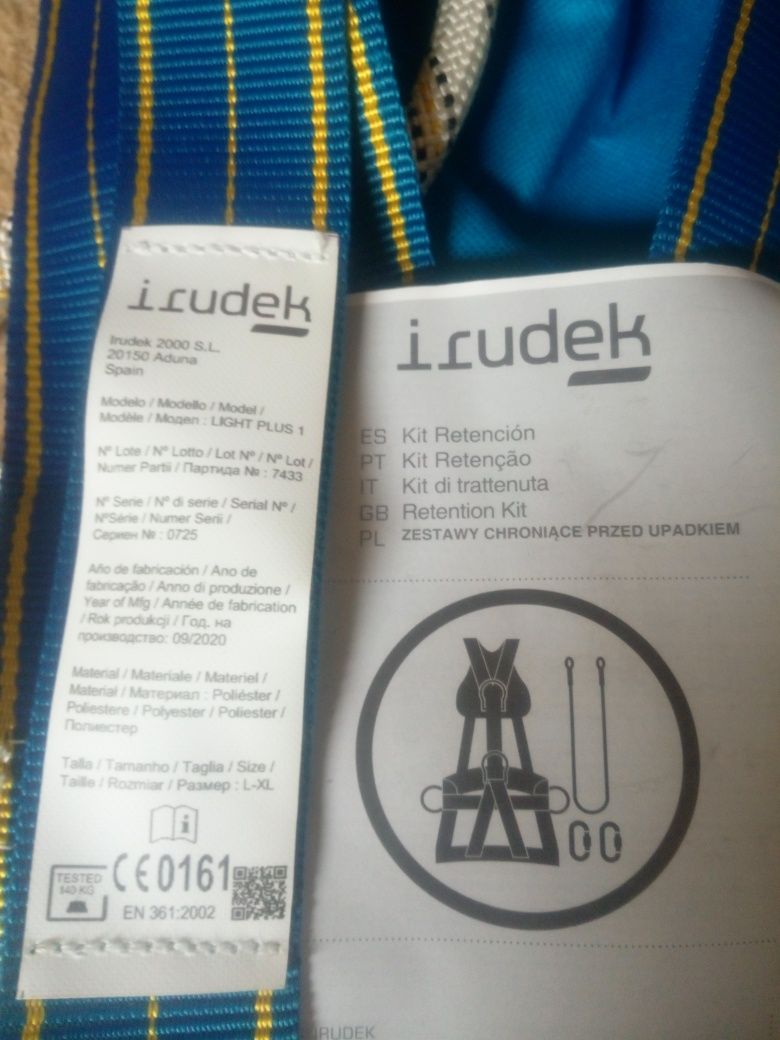 irudek
Irudek 2000 S.L.
20150 Aduna
Spain
Modelo / Modello / Model /
Modèle / Модел : LIGHT PLUS 1
Nº Lote / Nº Lotto / Lot Nº / Nº Lot /
Numer Partii / Партида № : 7433
Nº Serie / Nº di serie / Serial Nº /
NºSérie / Numer Serii /
Сериен № : 0725
Año de fabricación / Ano de
fabricação / Anno di produzione /
Year of Mfg / Année de fabrication
/ Rok produkcji / Год. на
производство: 09/2020
Material / Materiale / Materiel /
Material / Материал : Poliéster /
Poliestere / Polyester / Poliester /
Полиестер
Talla / Tamanho / Taglia / Size /
Taille / Rozmiar / Размер : L-XL
TESTED
140 KG
CE0161
EN 361:2002
irudek
ES Kit Retención
PT Kit Retenção
IT Kit di trattenuta
GB Retention Kit
PL ZESTAWY CHRONIĄCE PRZED UPADKIEM
IRUDEK